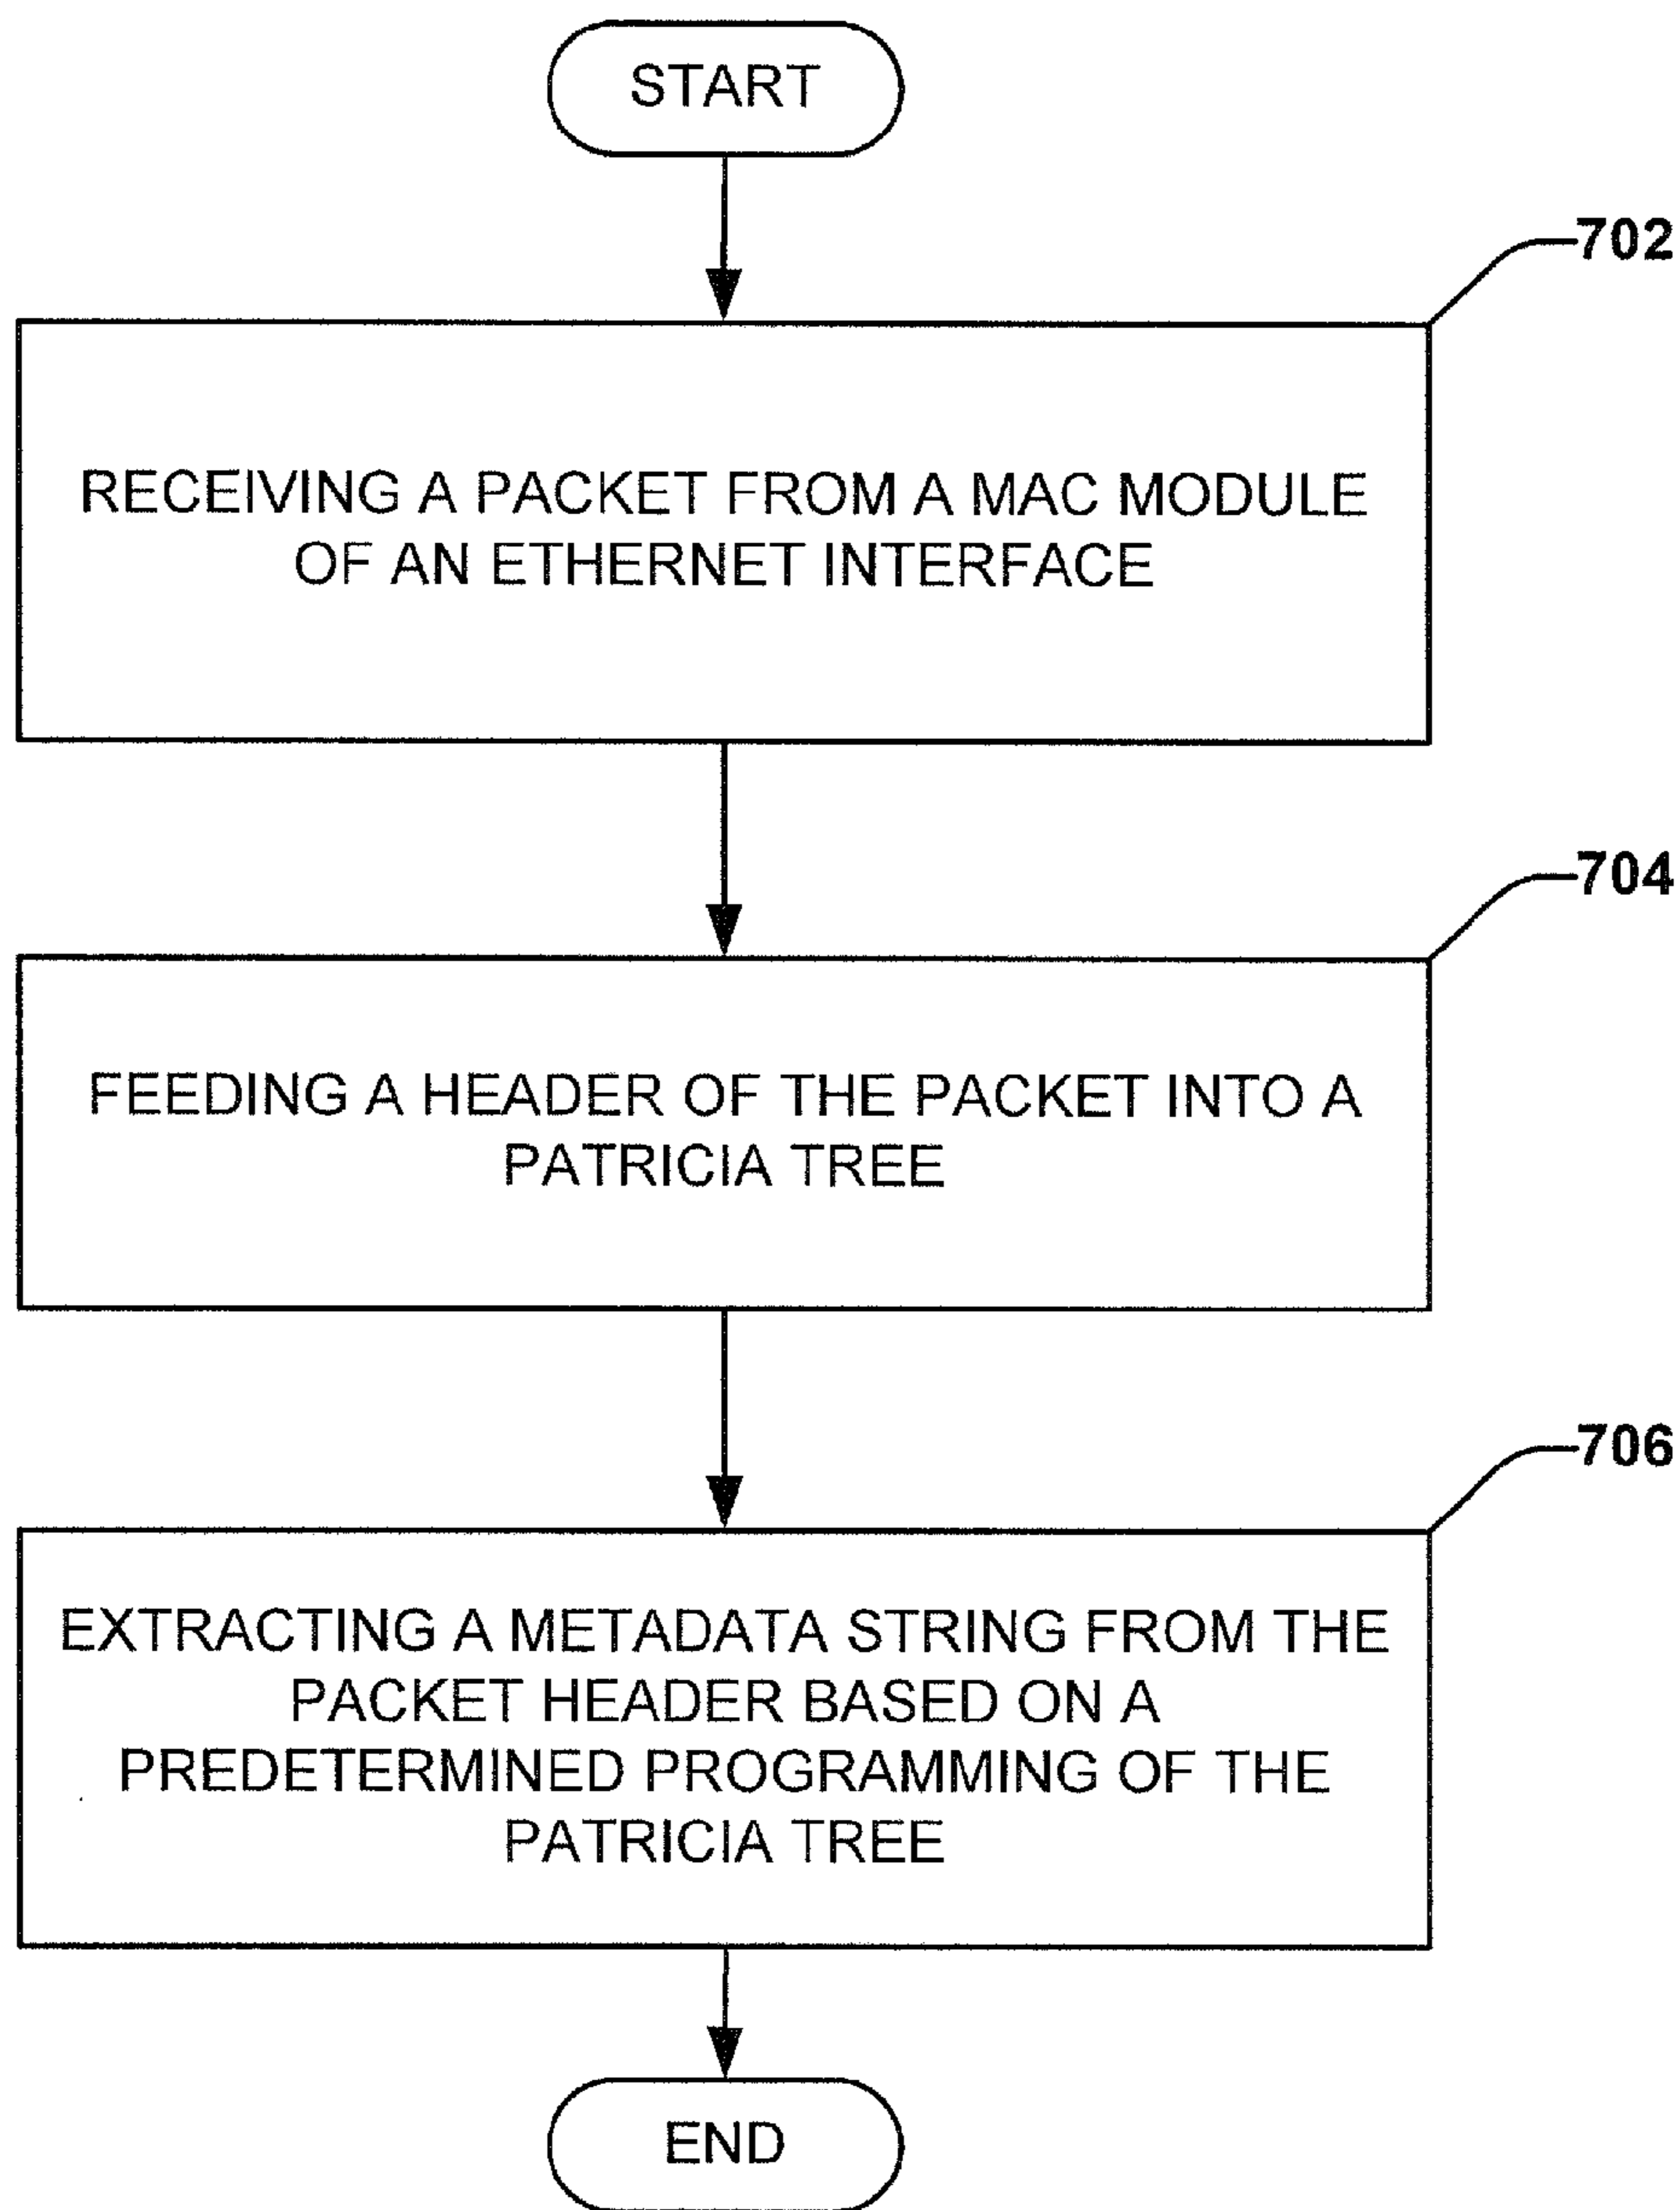 START
702
RECEIVING A PACKET FROM A MAC MODULE
OF AN ETHERNET INTERFACE
704
FEEDING A HEADER OF THE PACKET INTO A
PATRICIA TREE
706
EXTRACTING A METADATA STRING FROM THE
PACKET HEADER BASED ON A
PREDETERMINED PROGRAMMING OF THE
PATRICIA TREE
END